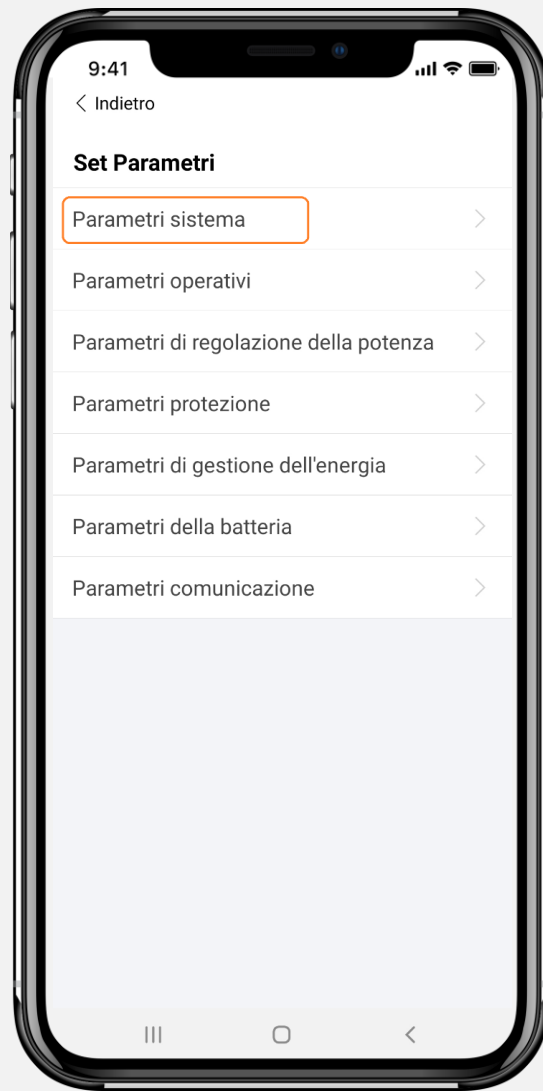 9:41
Indietro
Set Parametri
Parametri sistema
Parametri operativi
Parametri di regolazione della potenza
Parametri protezione
Parametri di gestione dell'energia
Parametri della batteria
Parametri comunicazione